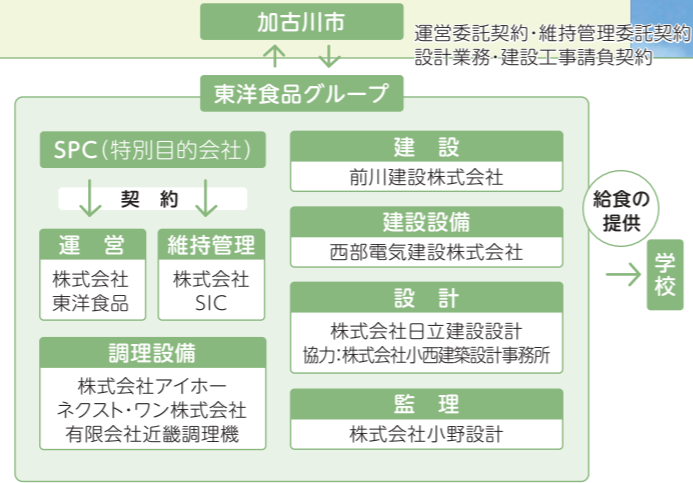 加古川市
運営委託契約・維持管理委託契約
設計業務・建設工事請負契約
東洋食品グループ
SPC（特別目的会社）
契　約
運　営
株式会社
東洋食品
維持管理
株式会社
SIC
調理設備
株式会社アイホー
ネクスト・ワン株式会社
有限会社近畿調理機
建　設
前川建設株式会社
建設設備
西部電気建設株式会社
設　計
株式会社日立建設設計
協力：株式会社小西建築設計事務所
監　理
株式会社小野設計
給食の
提供
学校